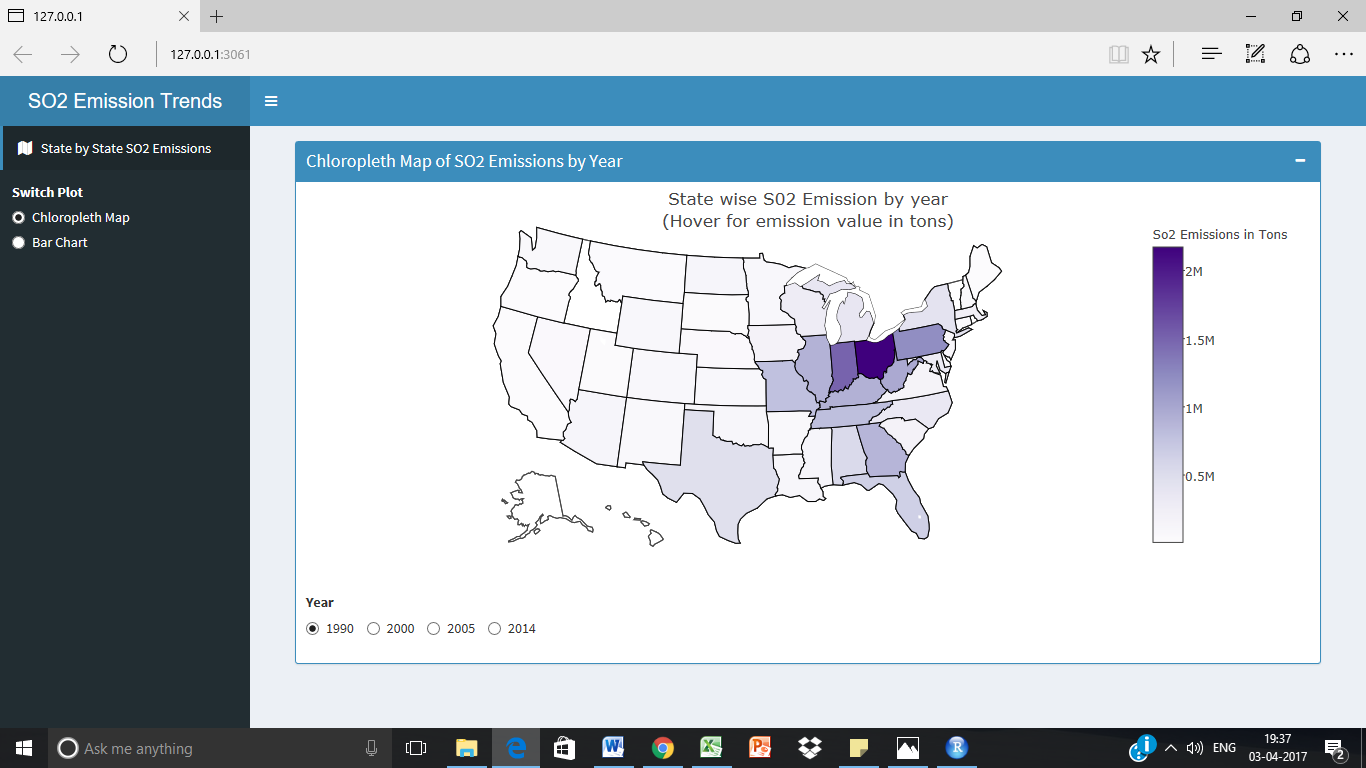 127.0.0.1
127.0.0.1:3061
SO2 Emission Trends
State by State SO2 Emissions
Switch Plot
Chloropleth Map
Bar Chart
Chloropleth Map of SO2 Emissions by Year
State wise S02 Emission by year
(Hover for emission value in tons)
So2 Emissions in Tons
2M
1.5M
1M
0.5M
Year
1990 2000 2005 2014
Ask me anything
ENG
19:37
03-04-2017
2